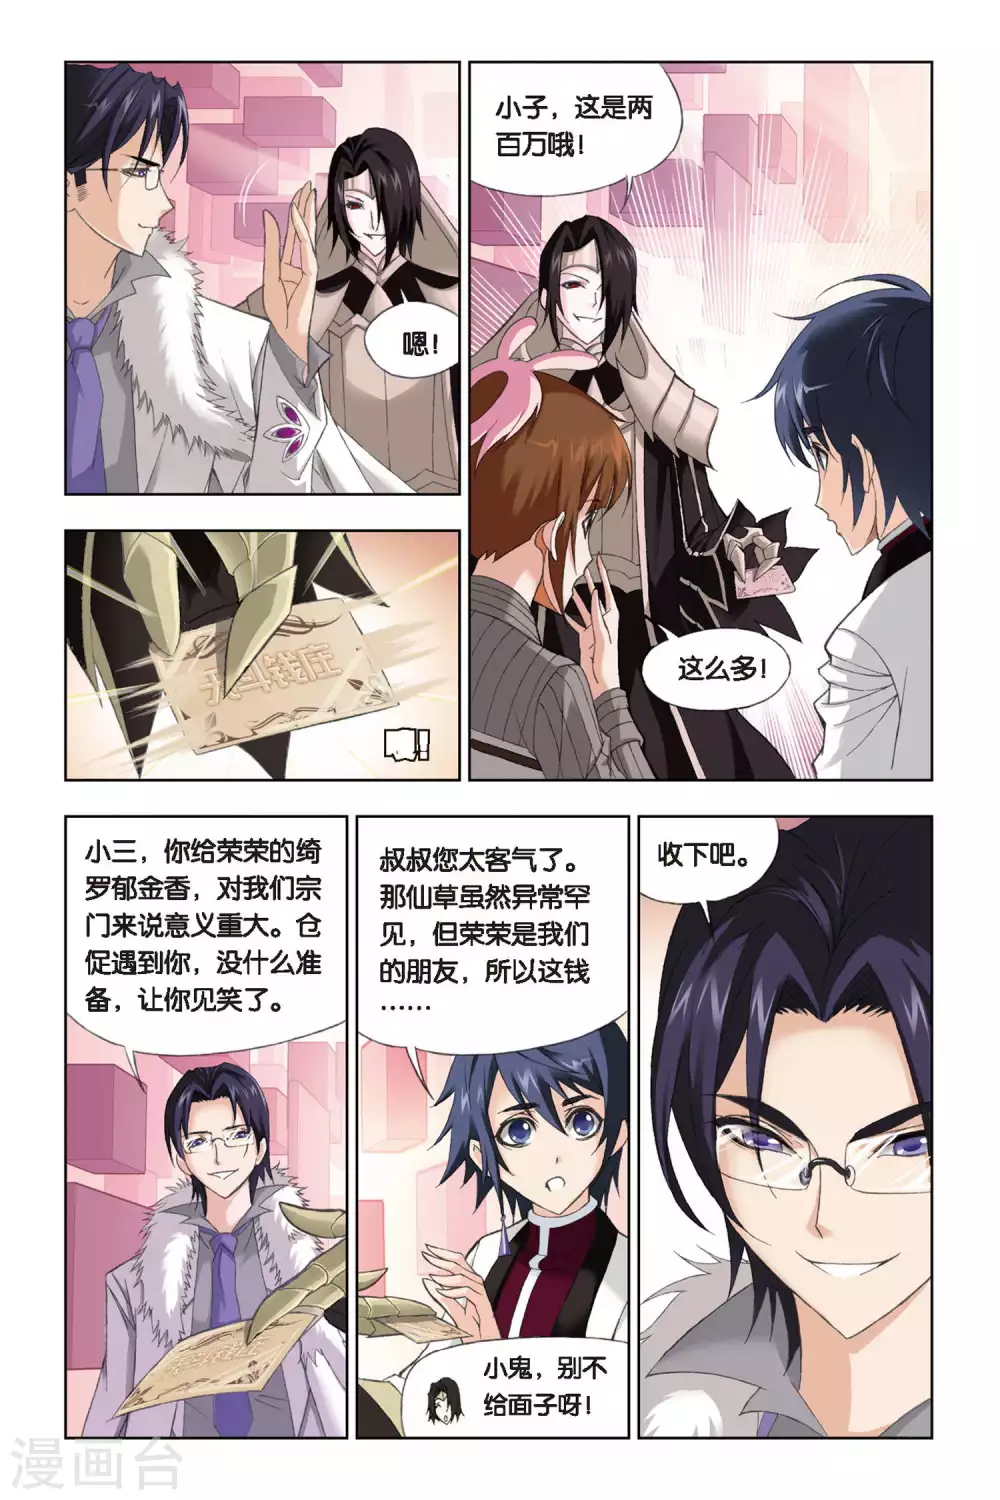 嗯！
小子，这是两
百万哦！
这么多！
天斗钱庄
小三，你给荣荣的绮
罗郁金香，对我们宗
门来说意义重大。仓
促遇到你，没什么准
备，让你见笑了。
叔叔您太客气了。
那仙草虽然异常罕
见，但荣荣是我们
的朋友，所以这钱
……
小鬼，别不
给面子呀！
收下吧。
漫画台